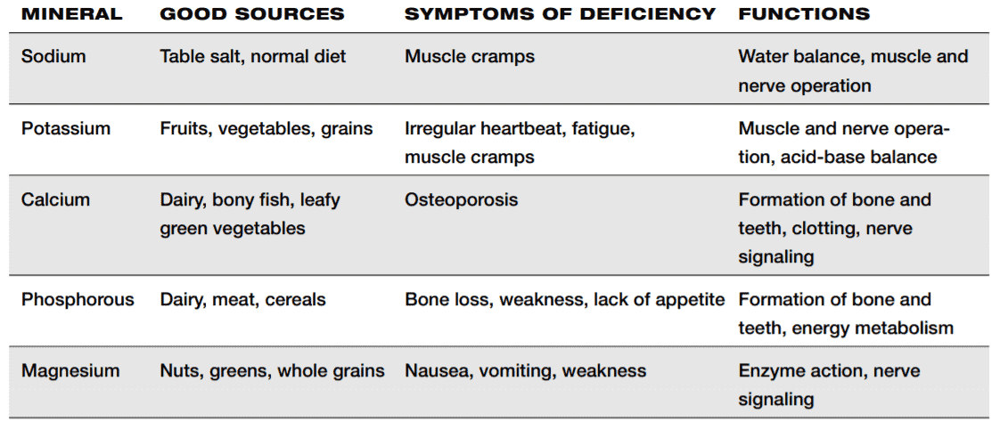 MINERAL GOOD SOURCES SYMPTOMS OF DEFICIENCY FUNCTIONS
Sodium Table salt, normal diet Muscle cramps Water balance, muscle and
nerve operation
Potassium Fruits, vegetables, grains Irregular heartbeat, fatigue, Muscle and nerve opera-
muscle cramps tion, acid-base balance
Calcium Dairy, bony fish, leafy Osteoporosis Formation of bone and
green vegetables teeth, clotting, nerve
signaling
Phosphorous Dairy, meat, cereals Bone loss, weakness, lack of appetite Formation of bone and
teeth, energy metabolism
Magnesium Nuts, greens, whole grains Nausea, vomiting, weakness Enzyme action, nerve
signaling